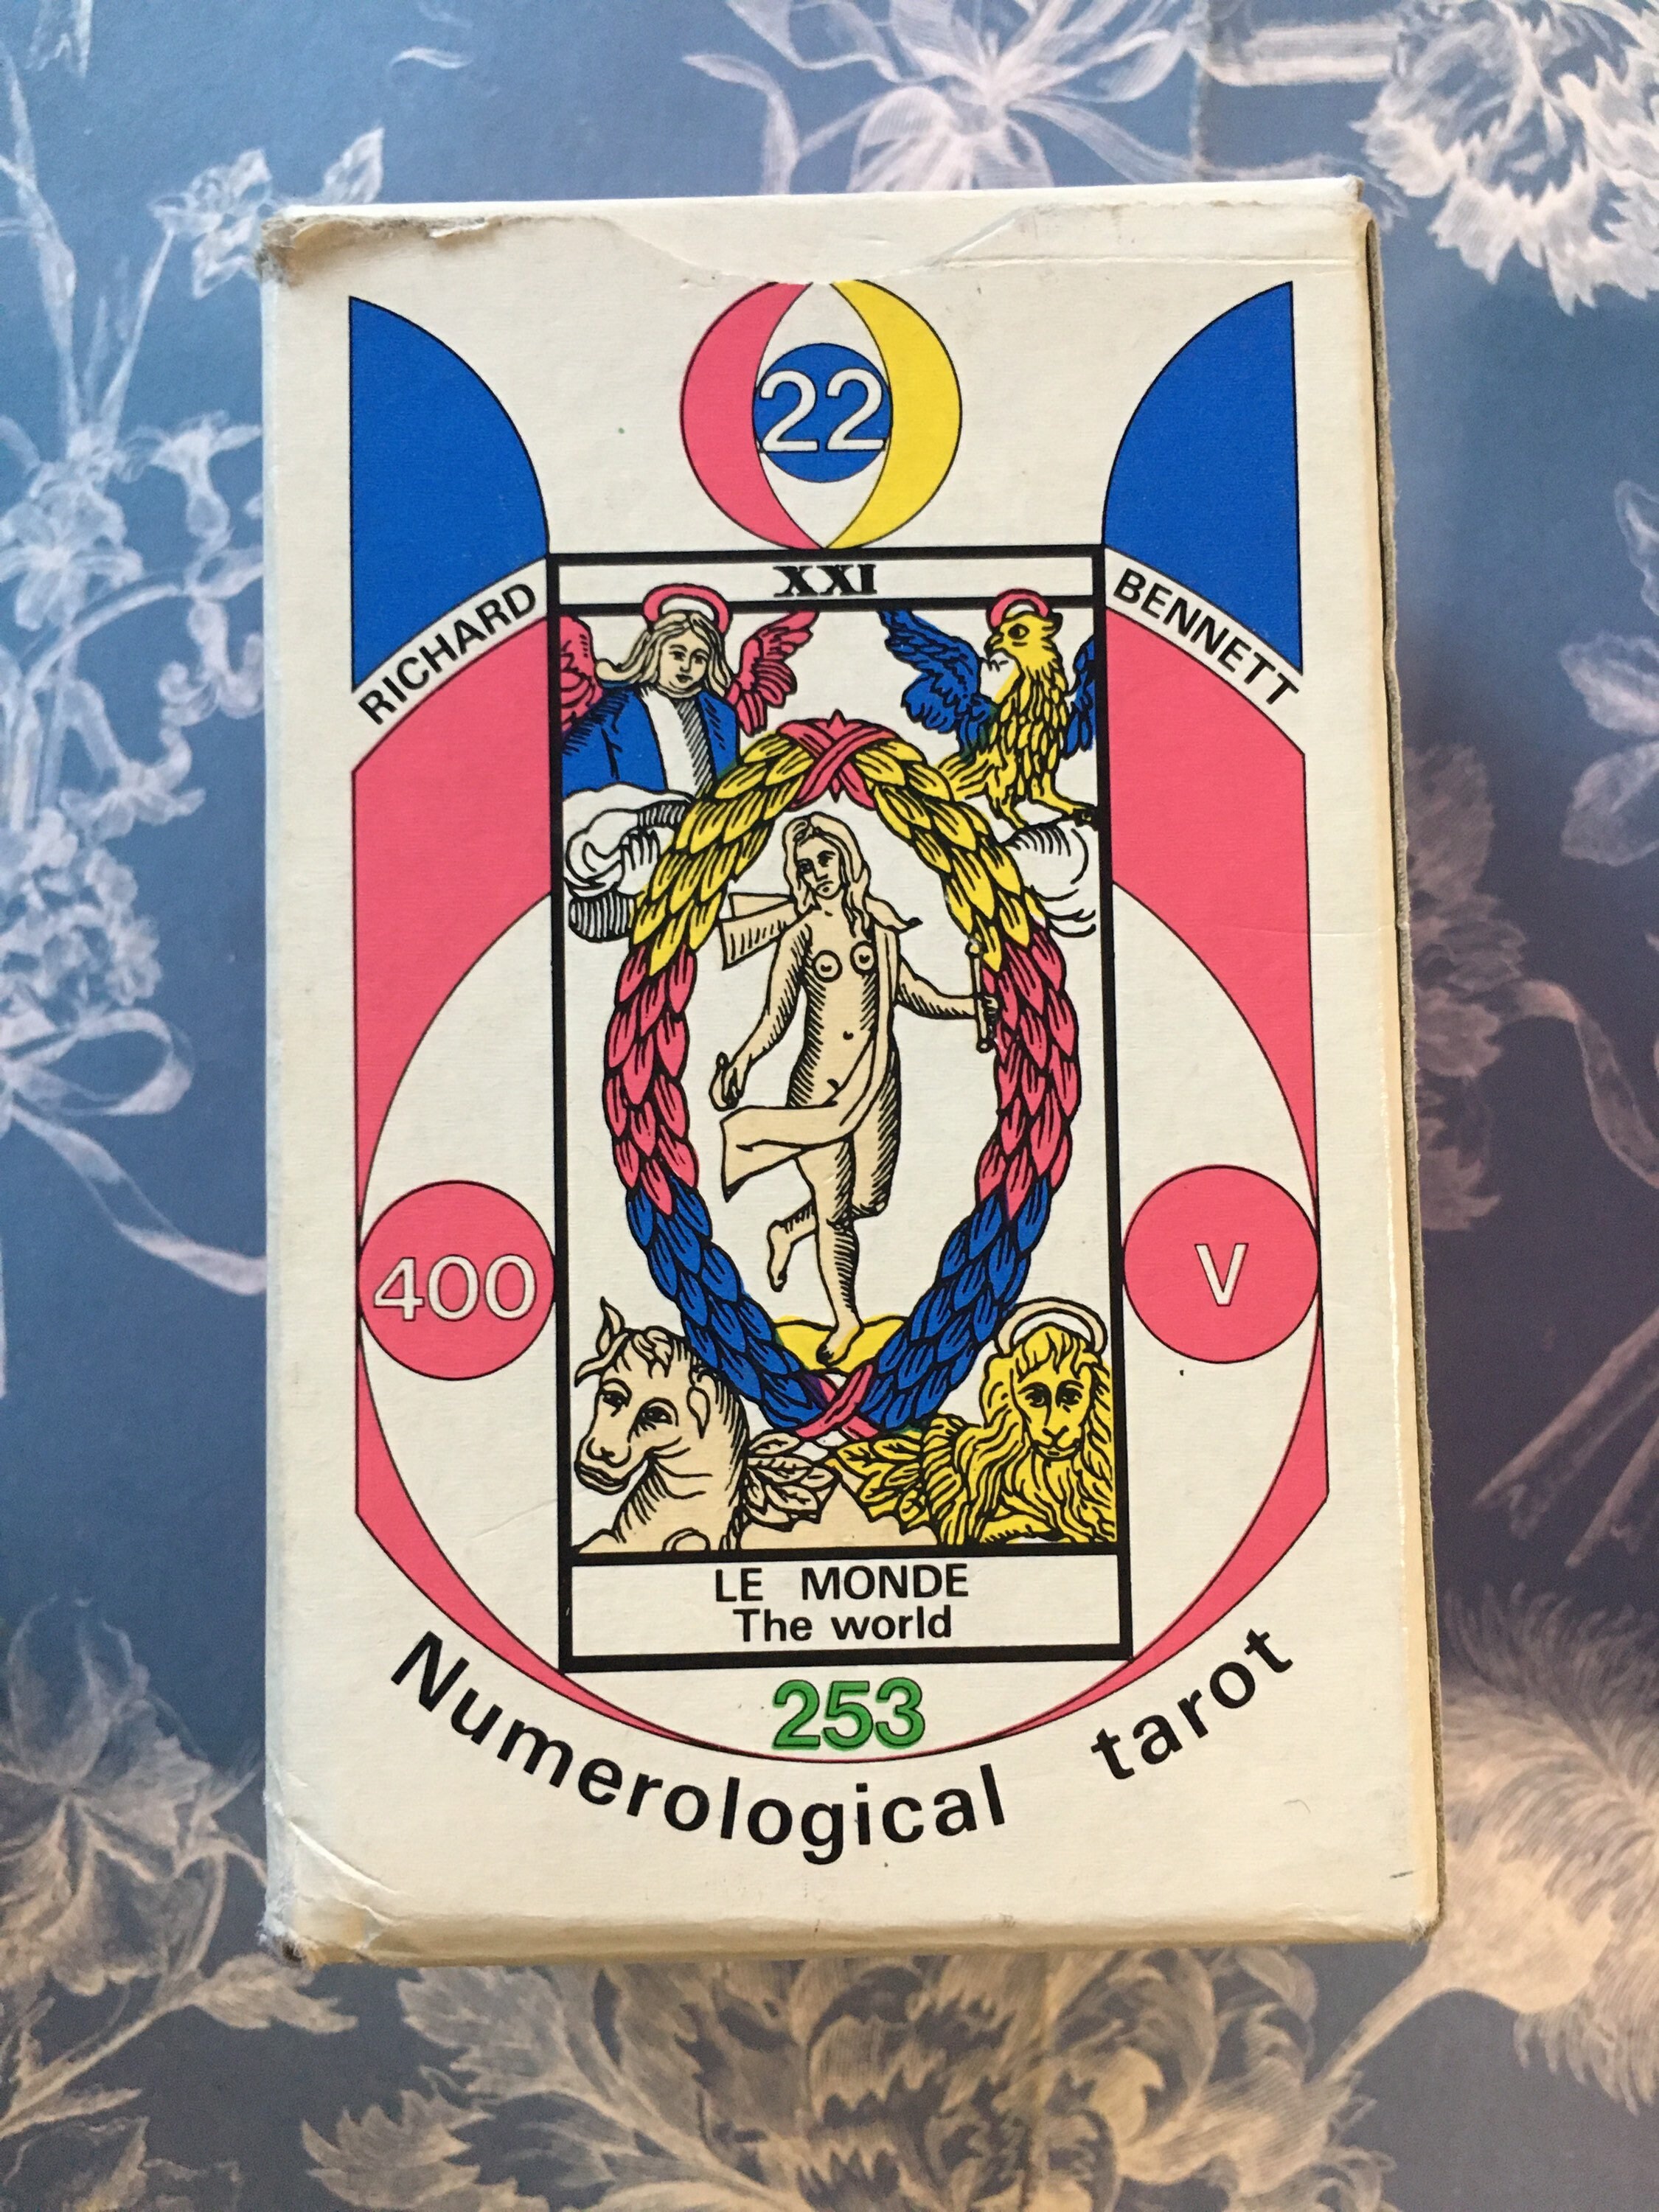 22
RICHARD
BENNETT
XXI
400
V
LE MONDE
The world
253
Numerological tarot